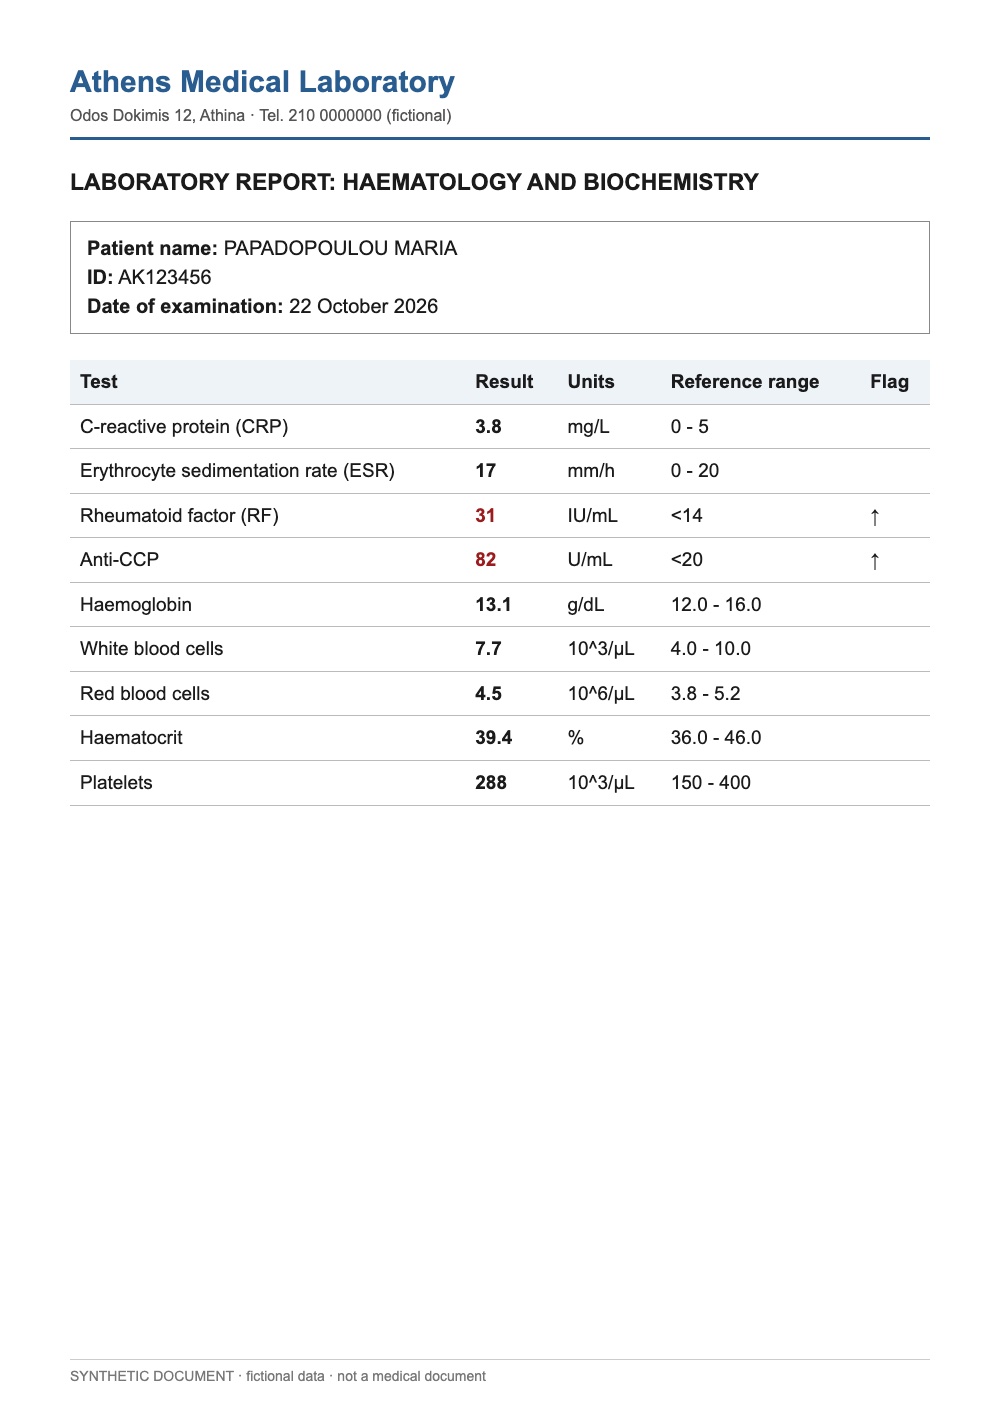 Athens Medical Laboratory
Odos Dokimis 12, Athina · Tel. 210 0000000 (fictional)
LABORATORY REPORT: HAEMATOLOGY AND BIOCHEMISTRY
Patient name: PAPADOPOULOU MARIA
ID: AK123456
Date of examination: 22 October 2026
Test Result Units Reference range Flag
C-reactive protein (CRP) 3.8 mg/L 0 - 5
Erythrocyte sedimentation rate (ESR) 17 mm/h 0 - 20
Rheumatoid factor (RF) 31 IU/mL <14 ↑
Anti-CCP 82 U/mL <20 ↑
Haemoglobin 13.1 g/dL 12.0 - 16.0
White blood cells 7.7 10^3/µL 4.0 - 10.0
Red blood cells 4.5 10^6/µL 3.8 - 5.2
Haematocrit 39.4 % 36.0 - 46.0
Platelets 288 10^3/µL 150 - 400
SYNTHETIC DOCUMENT · fictional data · not a medical document